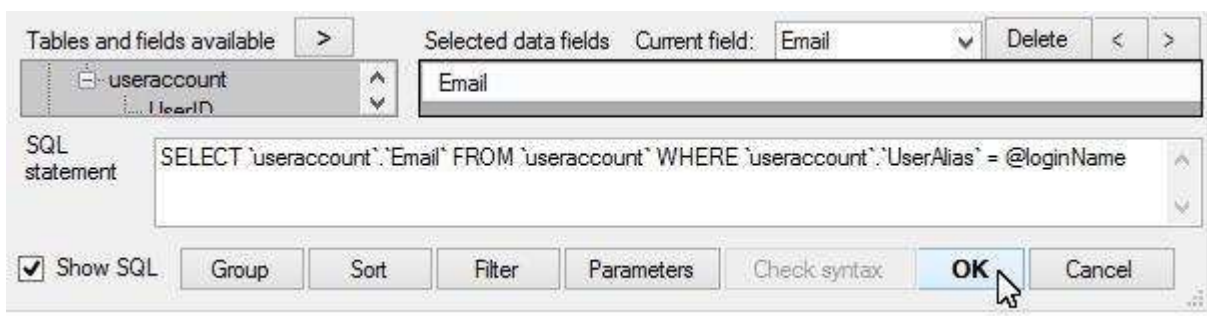 Tables and fields available > Selected data fields Current field: Email Delete < >
useraccount Email
UserID
SQL statement
SELECT `useraccount`.`Email` FROM `useraccount` WHERE `useraccount`.`UserAlias` = @loginName
Show SQL Group Sort Filter Parameters Check syntax OK Cancel